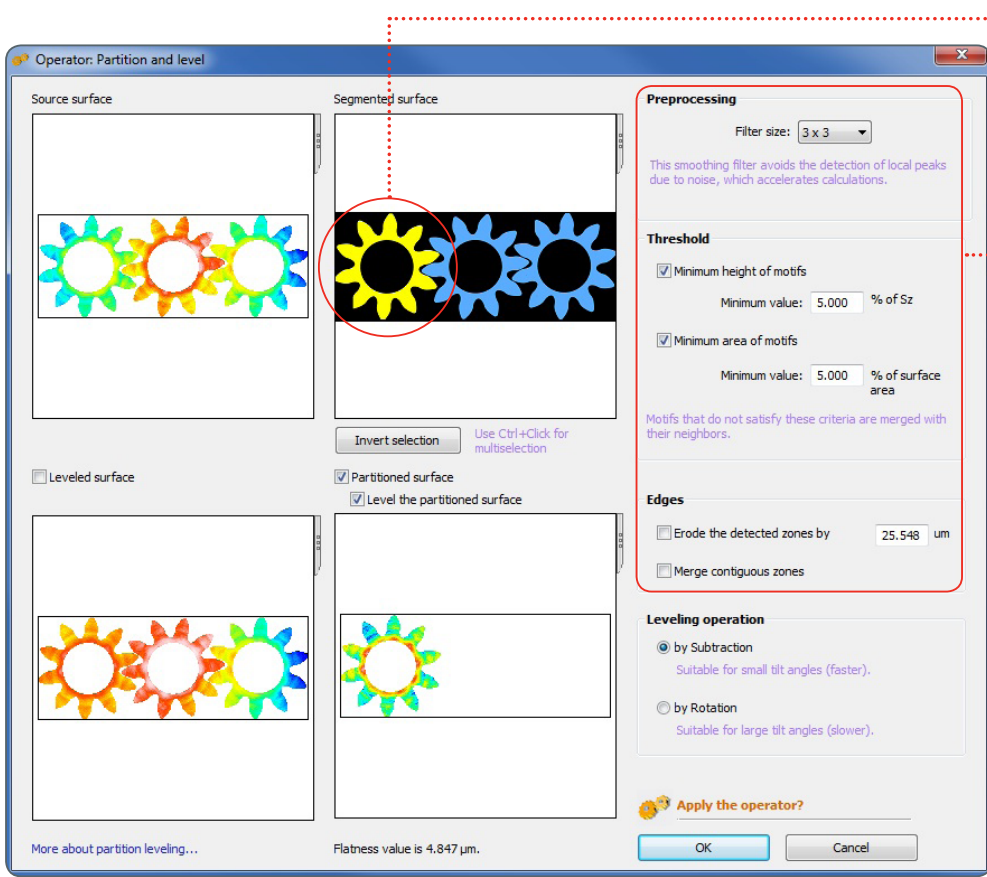 Operator: Partition and level
Source surface
Segmented surface
Invert selection
Use Ctrl+Click for
multiselection
Leveled surface
Partitioned surface
Level the partitioned surface
More about partition leveling...
Flatness value is 4.847 µm.
Preprocessing
Filter size: 3 x 3
This smoothing filter avoids the detection of local peaks
due to noise, which accelerates calculations.
Threshold
Minimum height of motifs
Minimum value: 5.000 % of Sz
Minimum area of motifs
Minimum value: 5.000 % of surface
area
Motifs that do not satisfy these criteria are merged with
their neighbors.
Edges
Erode the detected zones by 25.548 um
Merge contiguous zones
Leveling operation
by Subtraction
Suitable for small tilt angles (faster).
by Rotation
Suitable for large tilt angles (slower).
Apply the operator?
OK
Cancel